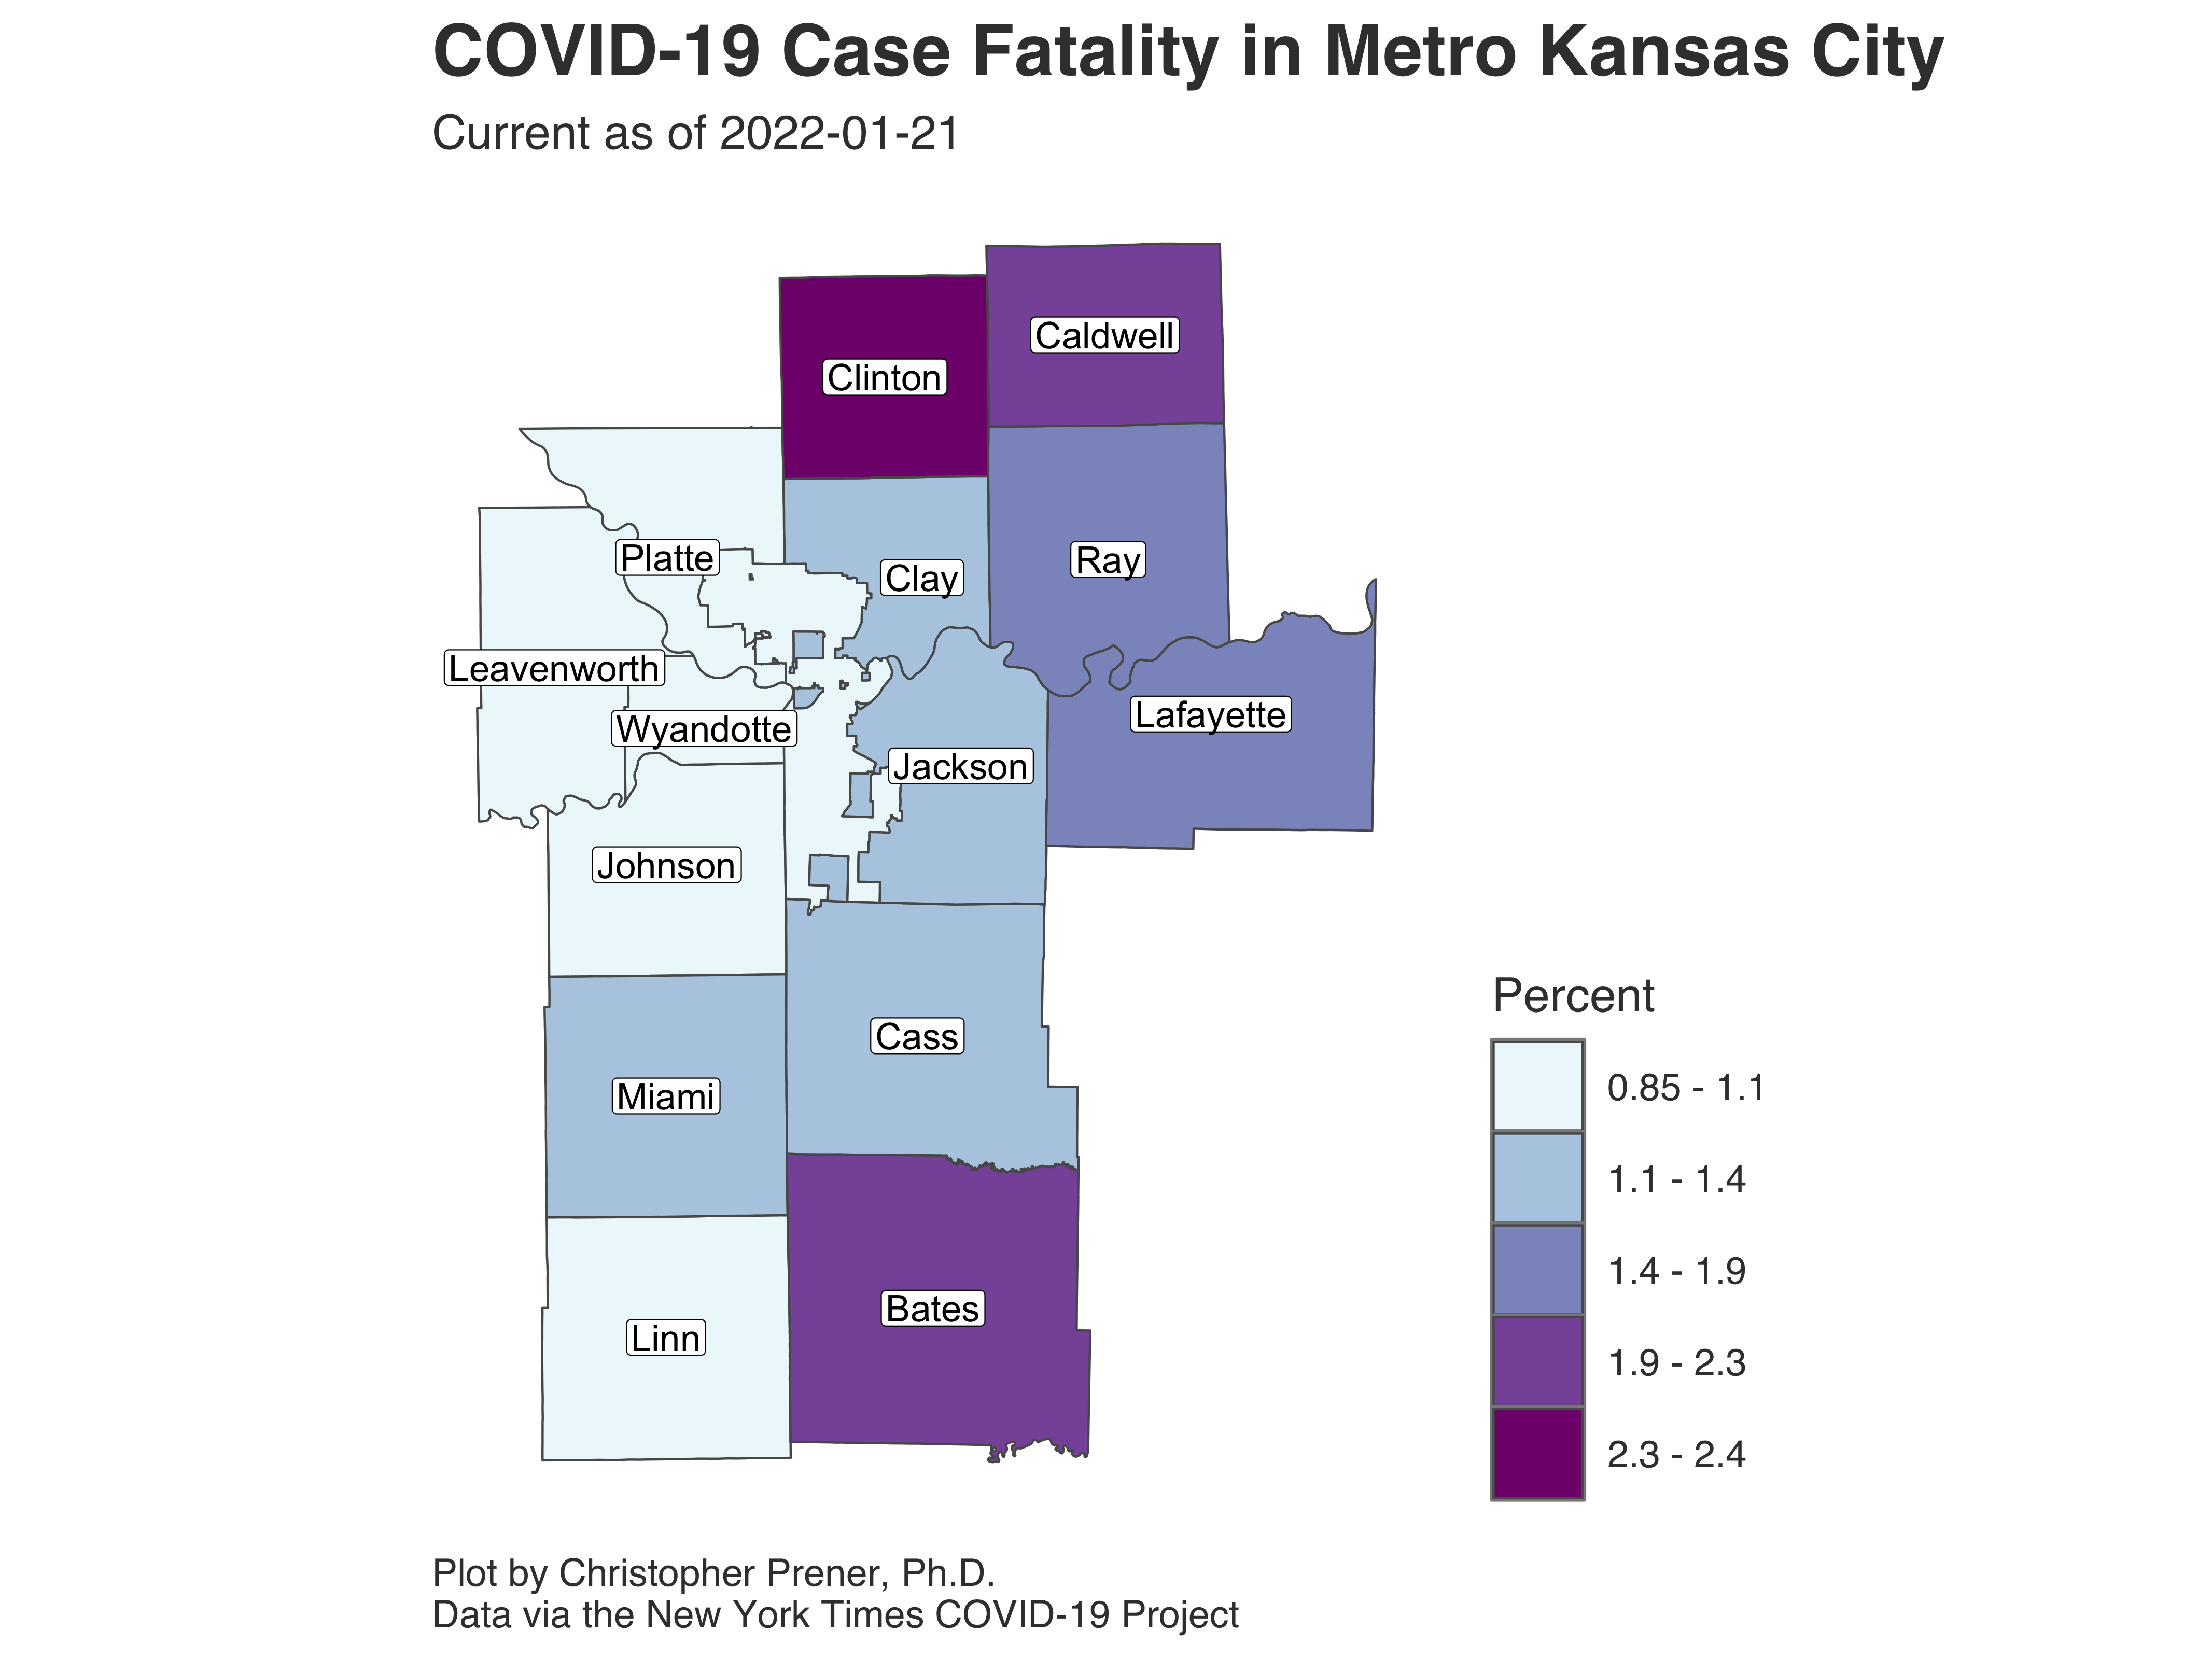 COVID-19 Case Fatality in Metro Kansas City
Current as of 2022-01-21
Caldwell
Clinton
Platte
Clay
Ray
Leavenworth
Wyandotte
Lafayette
Jackson
Johnson
Cass
Miami
Bates
Linn
Percent
0.85 - 1.1
1.1 - 1.4
1.4 - 1.9
1.9 - 2.3
2.3 - 2.4
Plot by Christopher Prener, Ph.D.
Data via the New York Times COVID-19 Project